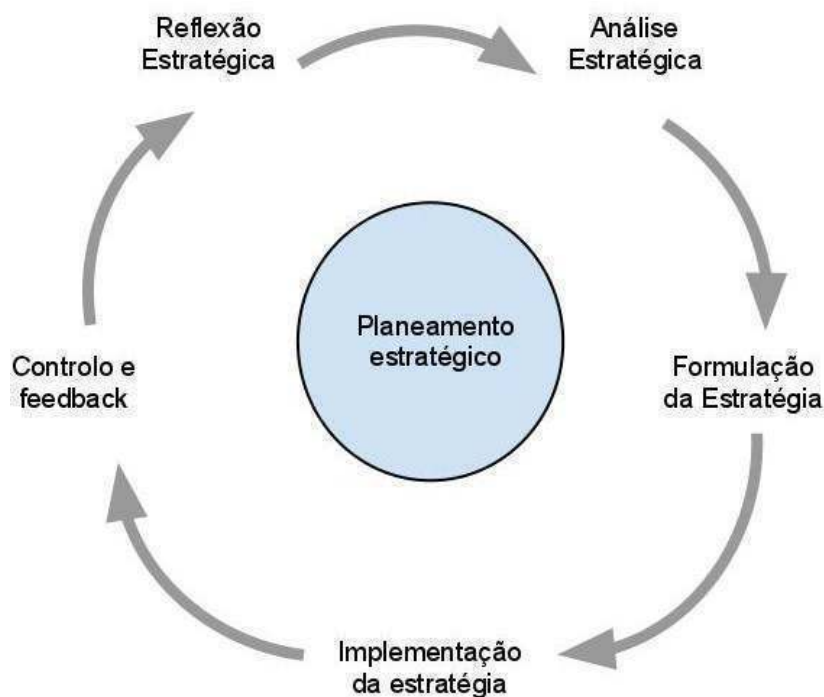 Reflexão
Estratégica
Análise
Estratégica
Planeamento
estratégico
Controlo e
feedback
Formulação
da Estratégia
Implementação
da estratégia